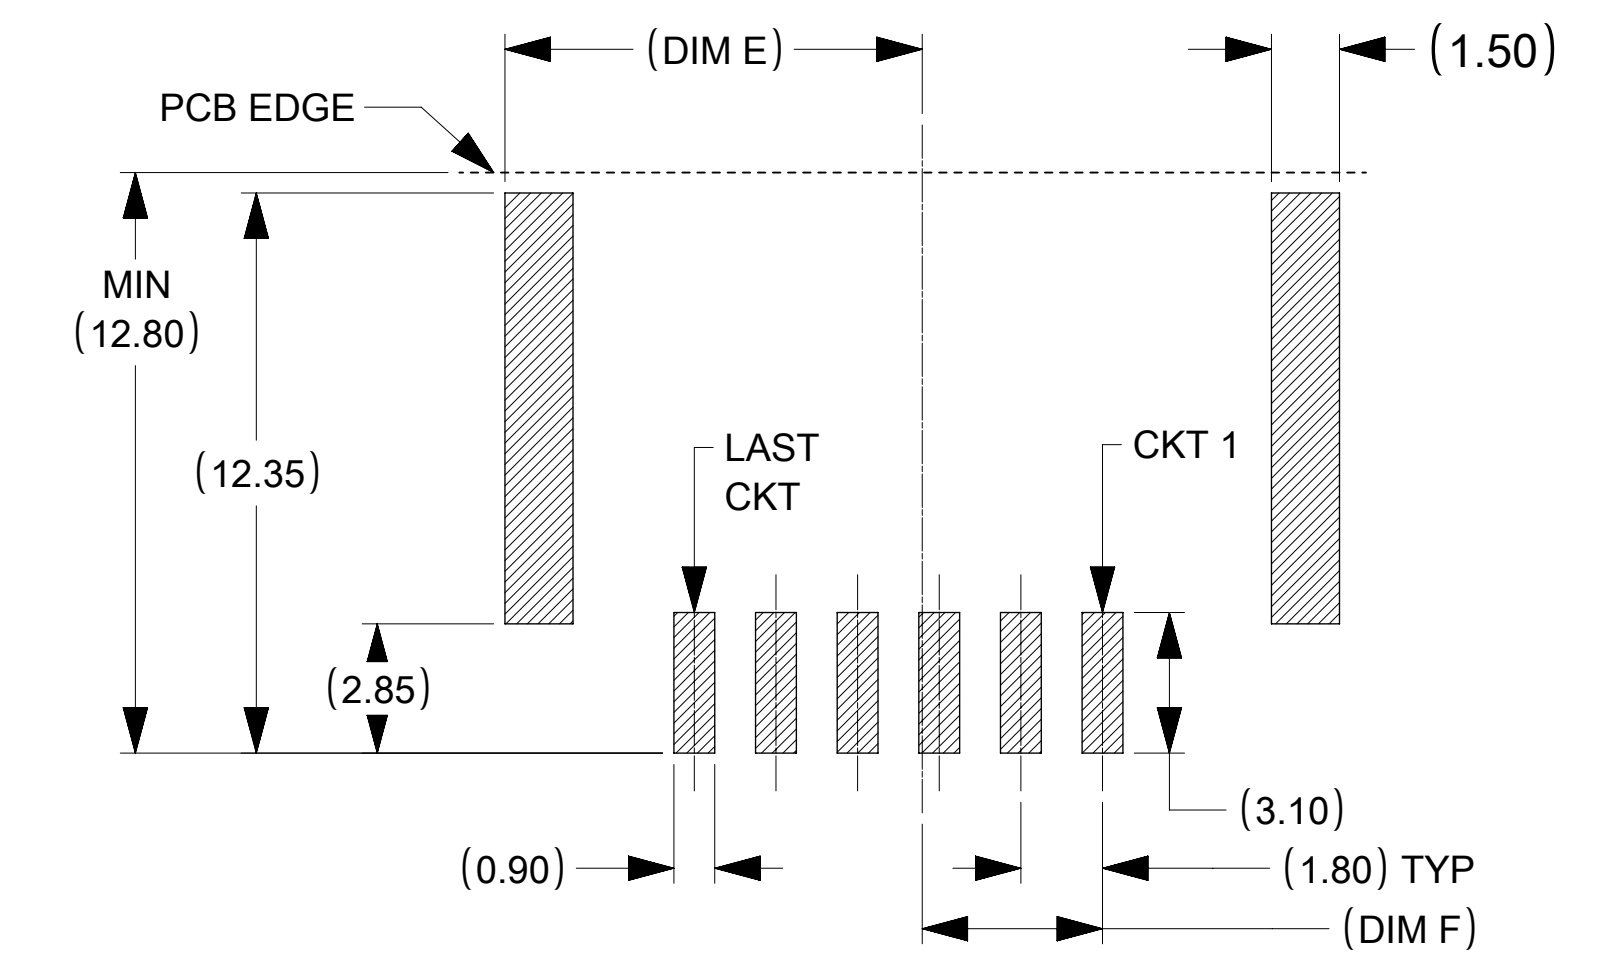 (DIM E)
(1.50)
PCB EDGE
MIN
(12.80)
(12.35)
LAST
CKT
CKT 1
(2.85)
(3.10)
(0.90)
(1.80) TYP
(DIM F)